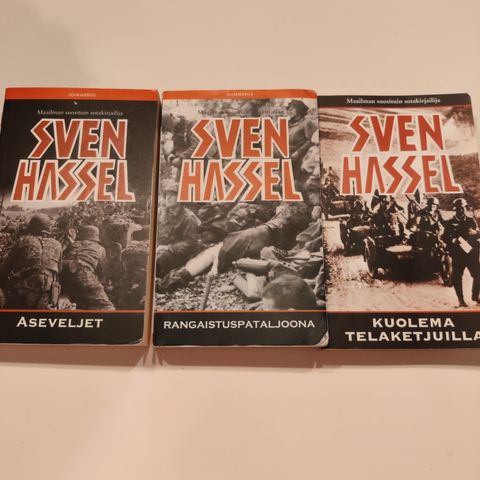 GUMMERUS
Maailman suosituin sotakirjailija
SVEN
HASSEL
ASEVELJET
GUMMERUS
SVEN
HASSEL
RANGAISTUSPATALJOONA
Maailman suosituin sotakirjailija
SVEN
HASSEL
KUOLEMA
TELAKETJUILLA